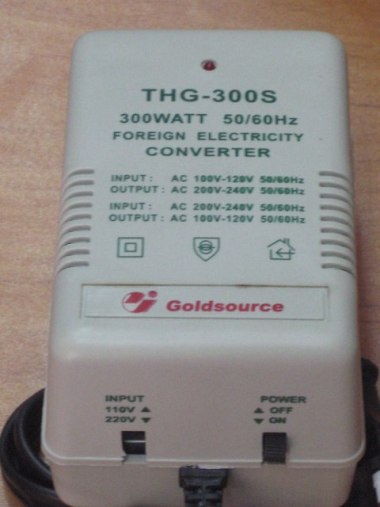 THG-300S
300WATT 50/60Hz
FOREIGN ELECTRICITY
CONVERTER
INPUT : AC 100V-120V 50/60Hz
OUTPUT : AC 200V-240V 50/60Hz
INPUT : AC 200V-240V 50/60Hz
OUTPUT : AC 100V-120V 50/60Hz
Goldsource
INPUT
110V ▲
220V ▼
POWER
▲ OFF
▼ ON